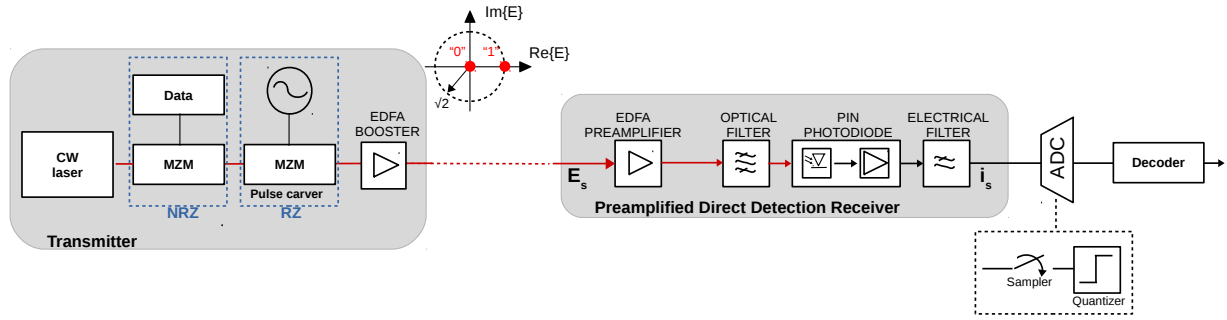 Im{E}
"0"
"1"
Re{E}
√2
Data
EDFA
BOOSTER
CW
laser
MZM
MZM
Pulse carver
NRZ
RZ
Transmitter
EDFA
PREAMPLIFIER
OPTICAL
FILTER
PIN
PHOTODIODE
ELECTRICAL
FILTER
Es
is
Preamplified Direct Detection Receiver
ADC
Decoder
Sampler
Quantizer